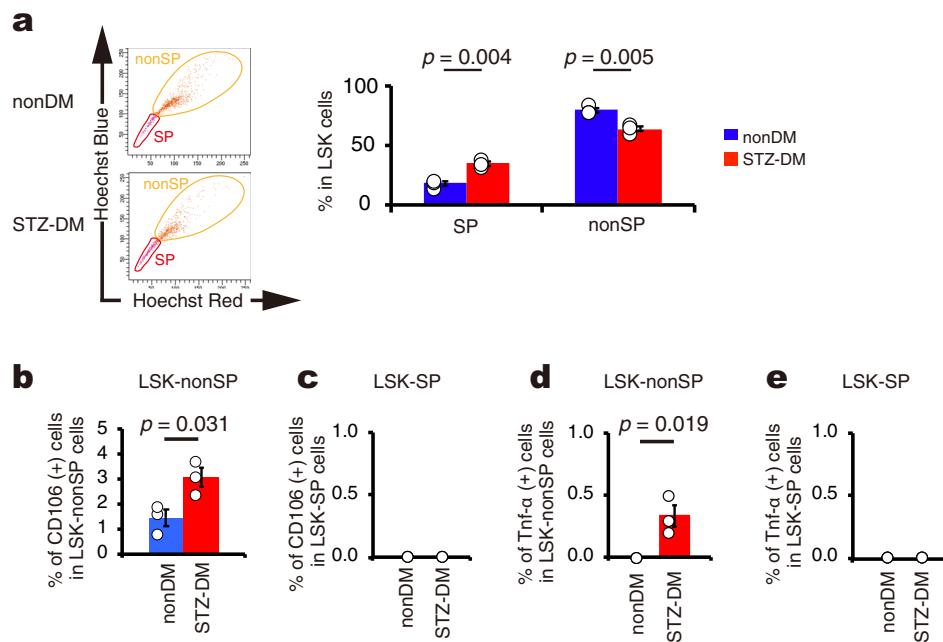 a
nonDM
STZ-DM
Hoechst Blue
Hoechst Red
nonSP
SP
50 100 150 200 250
nonSP
SP
p = 0.004
p = 0.005
% in LSK cells
100
50
0
SP
nonSP
nonDM
STZ-DM
b
LSK-nonSP
p = 0.031
% of CD106 (+) cells
in LSK-nonSP cells
5
4
3
2
1
0
nonDM
STZ-DM
c
LSK-SP
% of CD106 (+) cells
in LSK-SP cells
1.0
0.5
0.0
nonDM
STZ-DM
d
LSK-nonSP
p = 0.019
% of Tnf-α (+) cells
in LSK-nonSP cells
1.0
0.5
0.0
nonDM
STZ-DM
e
LSK-SP
% of Tnf-α (+) cells
in LSK-SP cells
1.0
0.5
0.0
nonDM
STZ-DM